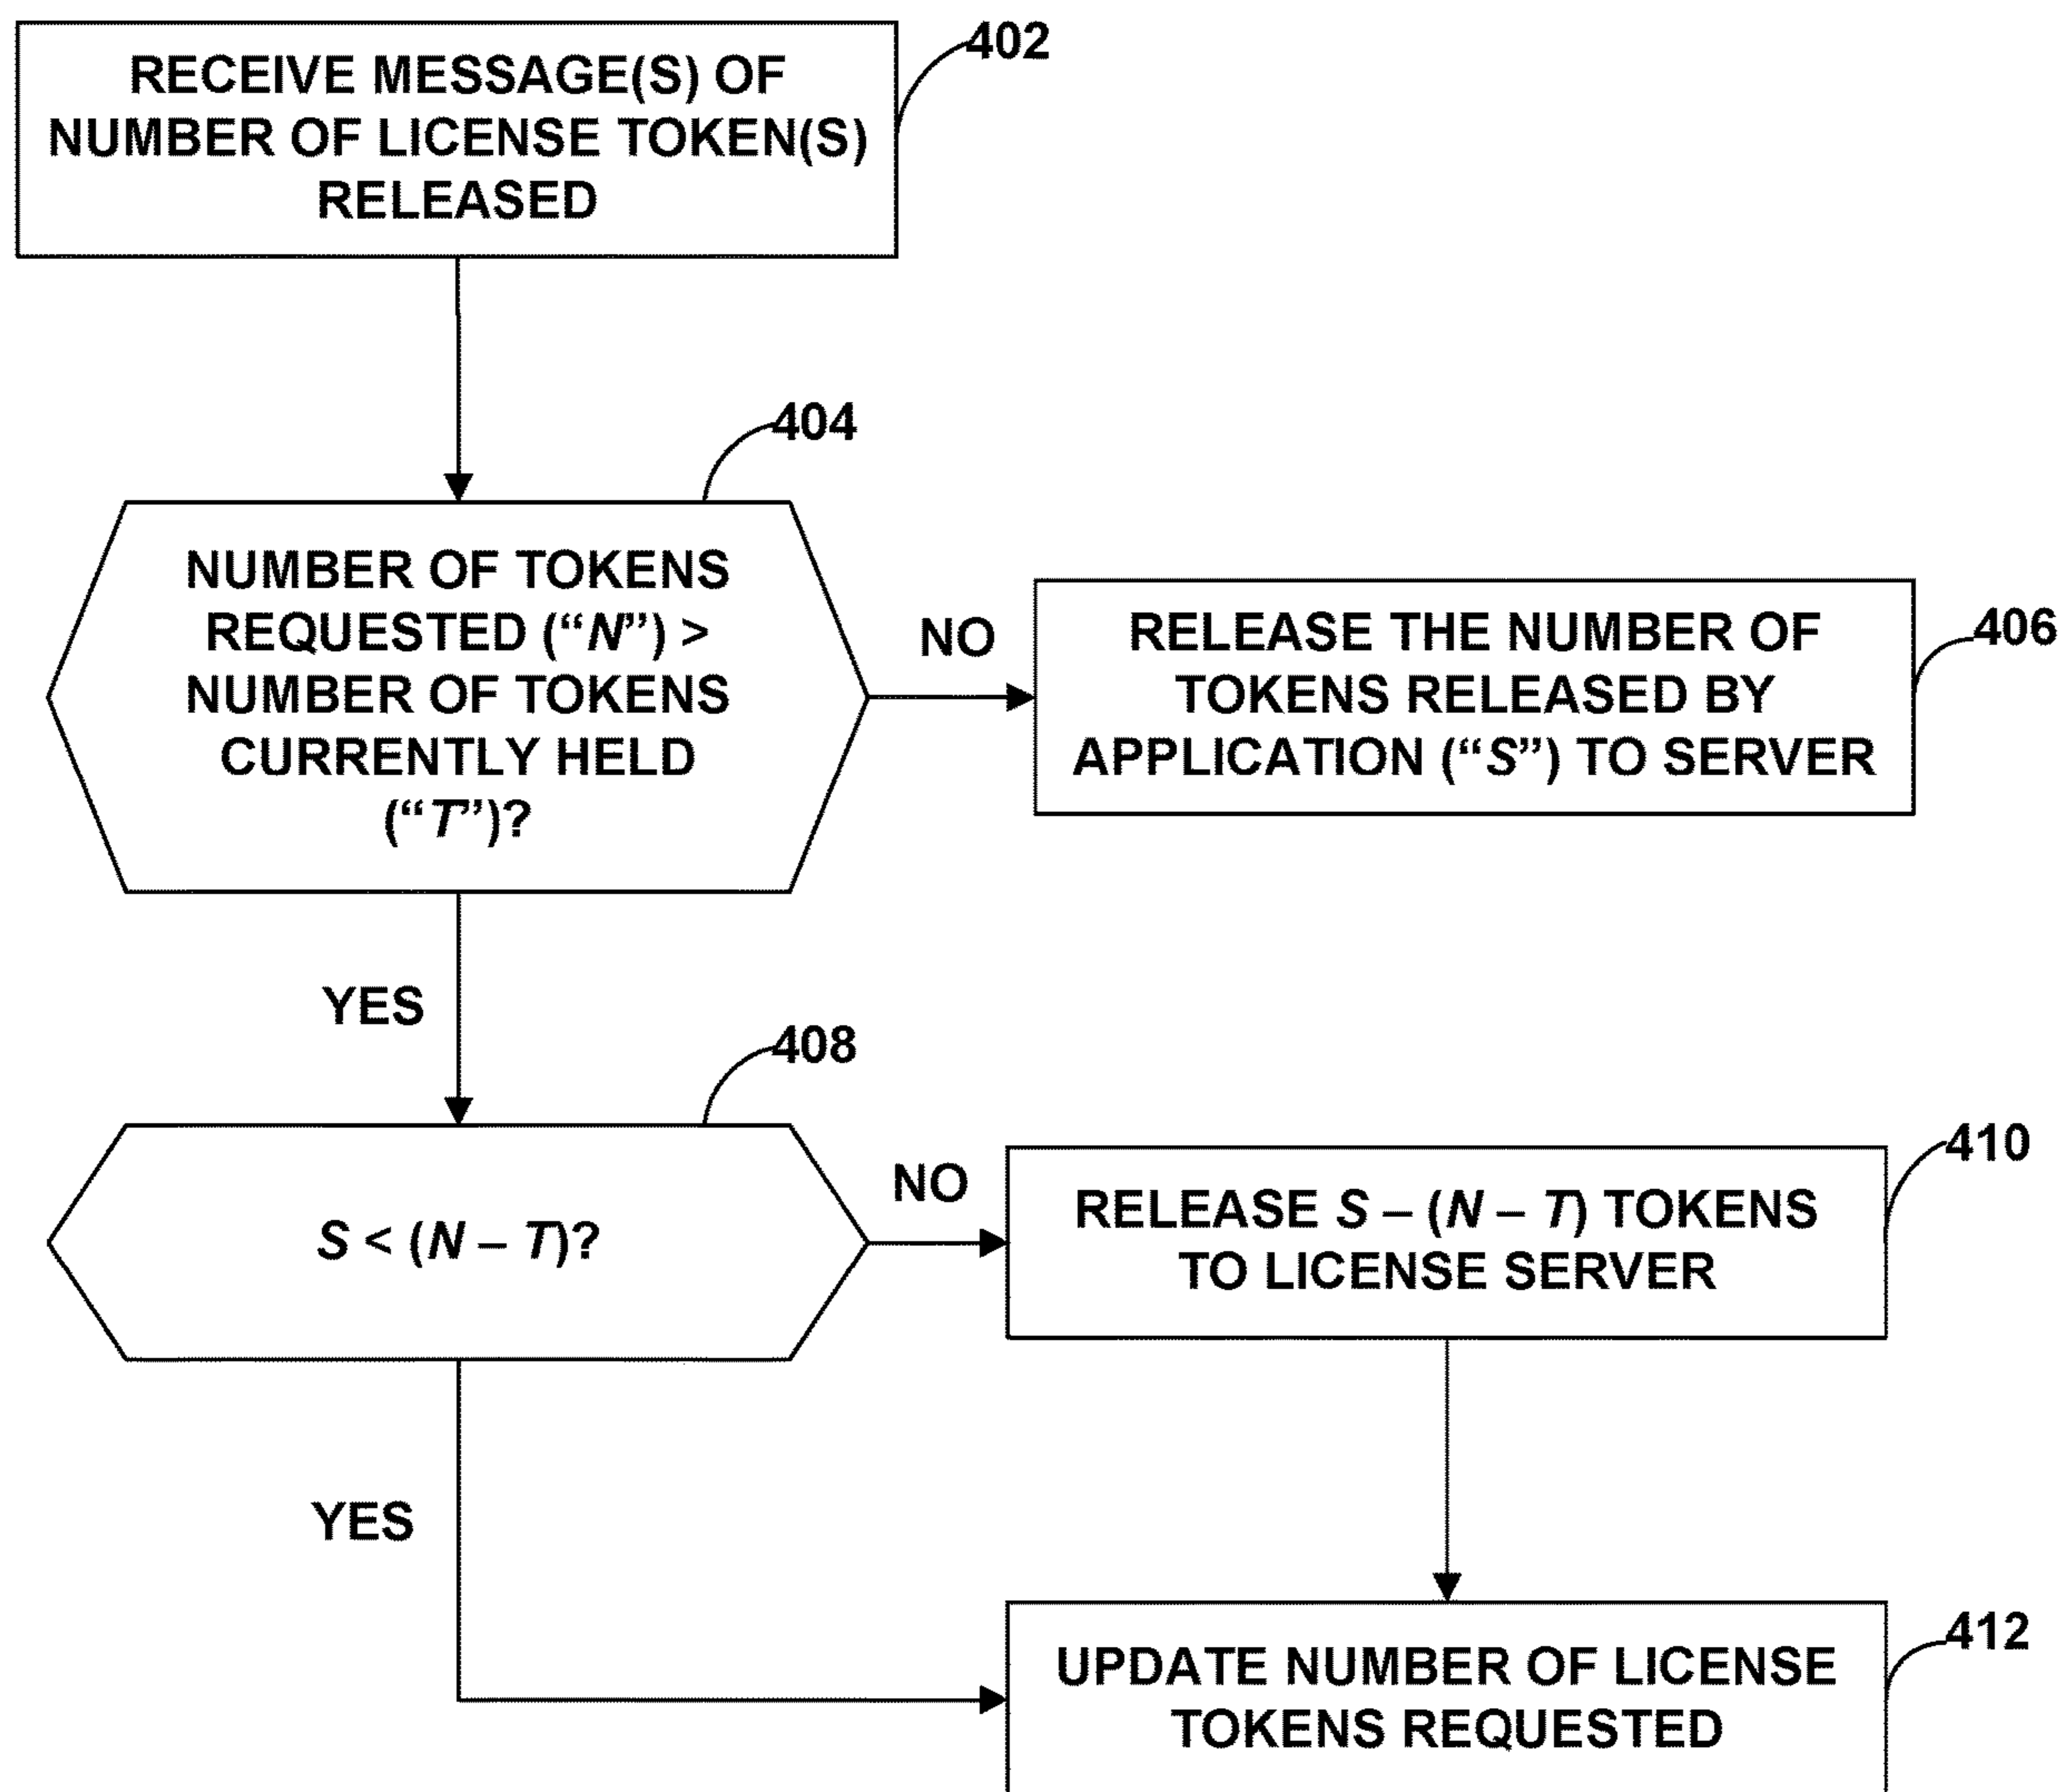 RECEIVE MESSAGE(S) OF
NUMBER OF LICENSE TOKEN(S)
RELEASED
402
404
NUMBER OF TOKENS
REQUESTED (“N”) >
NUMBER OF TOKENS
CURRENTLY HELD
(“T”)?
NO
RELEASE THE NUMBER OF
TOKENS RELEASED BY
APPLICATION (“S”) TO SERVER
406
YES
408
S < (N – T)?
NO
RELEASE S – (N – T) TOKENS
TO LICENSE SERVER
410
YES
UPDATE NUMBER OF LICENSE
TOKENS REQUESTED
412